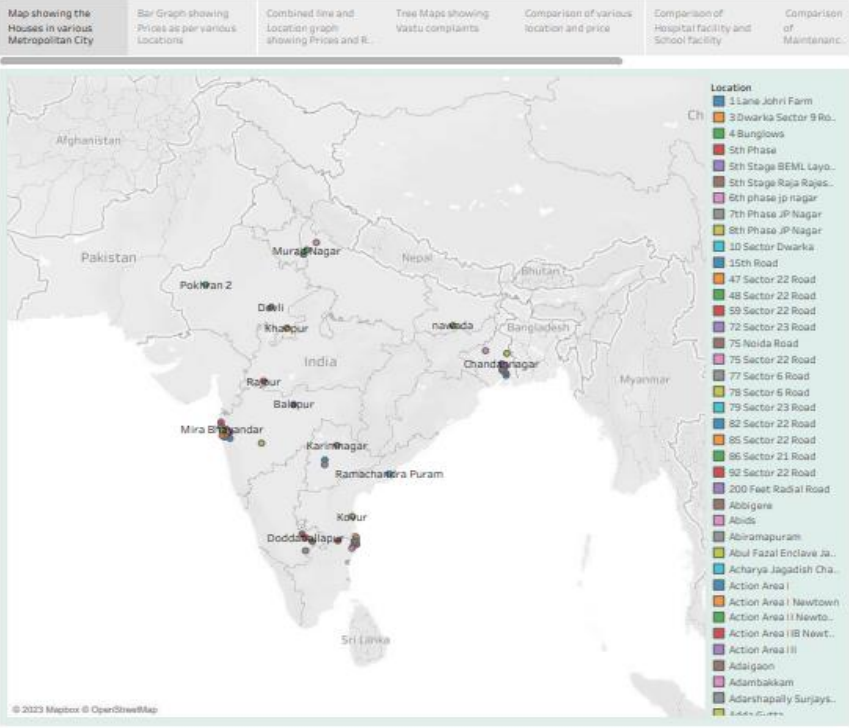 Map showing the
Houses in various
Metropolitan City
Bar Graph showing
Prices as per various
Locations
Combined line and
Location graph
showing Prices and R..
Tree Maps showing
Vastu complaints
Comparison of various
location and price
Comparison of
Hospital facility and
School facility
Comparison
of
Maintenanc..
Ch
Afghanistan
Pakistan
Murad Nagar
Nepal
Pokhran 2
Bhutan
Deoli
Khanpur
nawada
Bangladesh
India
Chandannagar
Myanmar
Rajpur
Balapur
Mira Bhayandar
Karimnagar
Ramachandra Puram
Kovur
Doddaballapur
Sri Lanka
© 2023 Mapbox © OpenStreetMap
Location
1 Lane Johri Farm
3 Dwarka Sector 9 Ro..
4 Bunglows
5th Phase
5th Stage BEML Layo..
5th Stage Raja Rajes..
6th phase jp nagar
7th Phase JP Nagar
8th Phase JP Nagar
10 Sector Dwarka
15th Road
47 Sector 22 Road
48 Sector 22 Road
59 Sector 22 Road
72 Sector 23 Road
75 Noida Road
75 Sector 22 Road
77 Sector 6 Road
78 Sector 6 Road
79 Sector 23 Road
82 Sector 22 Road
85 Sector 22 Road
86 Sector 21 Road
92 Sector 22 Road
200 Feet Radial Road
Abbigere
Abids
Abiramapuram
Abul Fazal Enclave Ja..
Acharya Jagadish Cha..
Action Area I
Action Area I Newtown
Action Area II Newto..
Action Area IIB Newt..
Action Area III
Adaigaon
Adambakkam
Adarshapally Surjays..
Adda Gutta